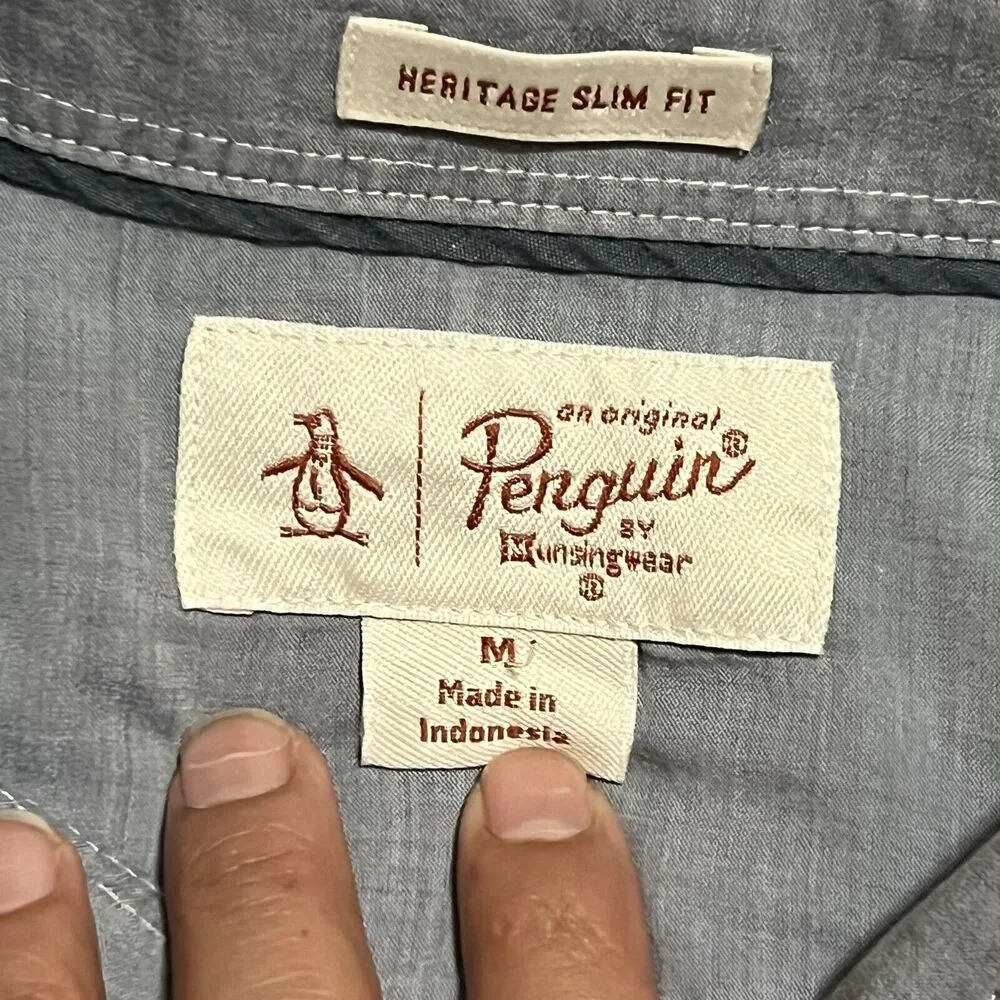 HERITAGE SLIM FIT
an original
Penguin®
BY
Munsingwear
®
M
Made in
Indonesia